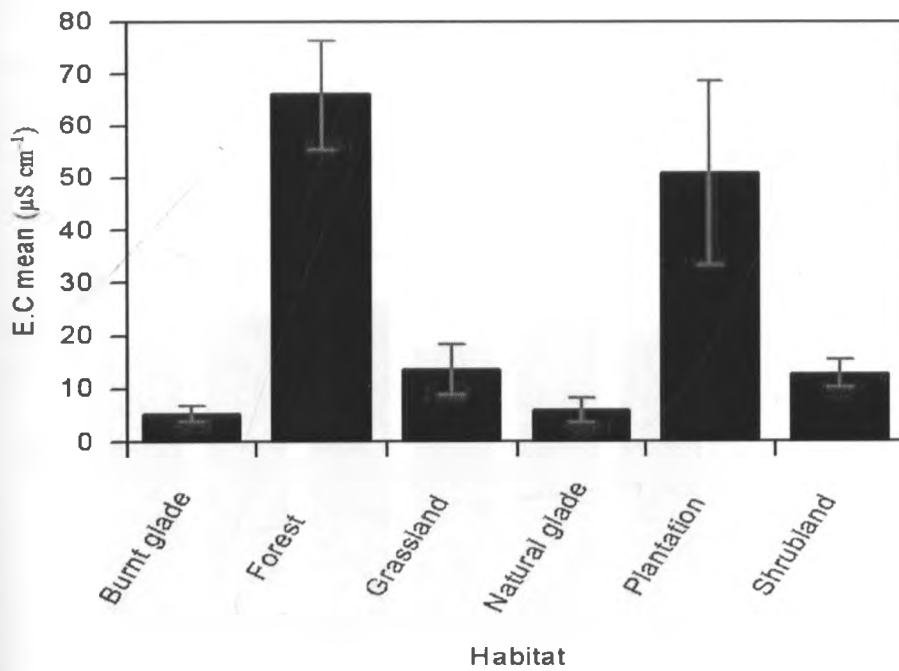 80
70
60
50
40
30
20
10
0
E.C mean (µS cm⁻¹)
Burnt glade
Forest
Grassland
Natural glade
Plantation
Shrubland
Habitat